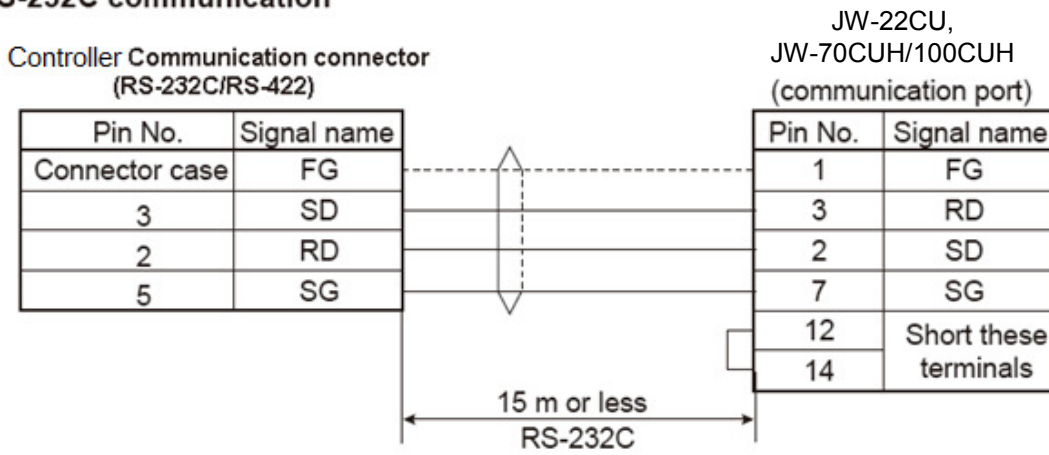 S-232C communication
JW-22CU,
JW-70CUH/100CUH
Controller Communication connector
(RS-232C/RS-422)
(communication port)
Pin No. Signal name
Connector case FG
3 SD
2 RD
5 SG
Pin No. Signal name
1 FG
3 RD
2 SD
7 SG
12 Short these
14 terminals
15 m or less
RS-232C